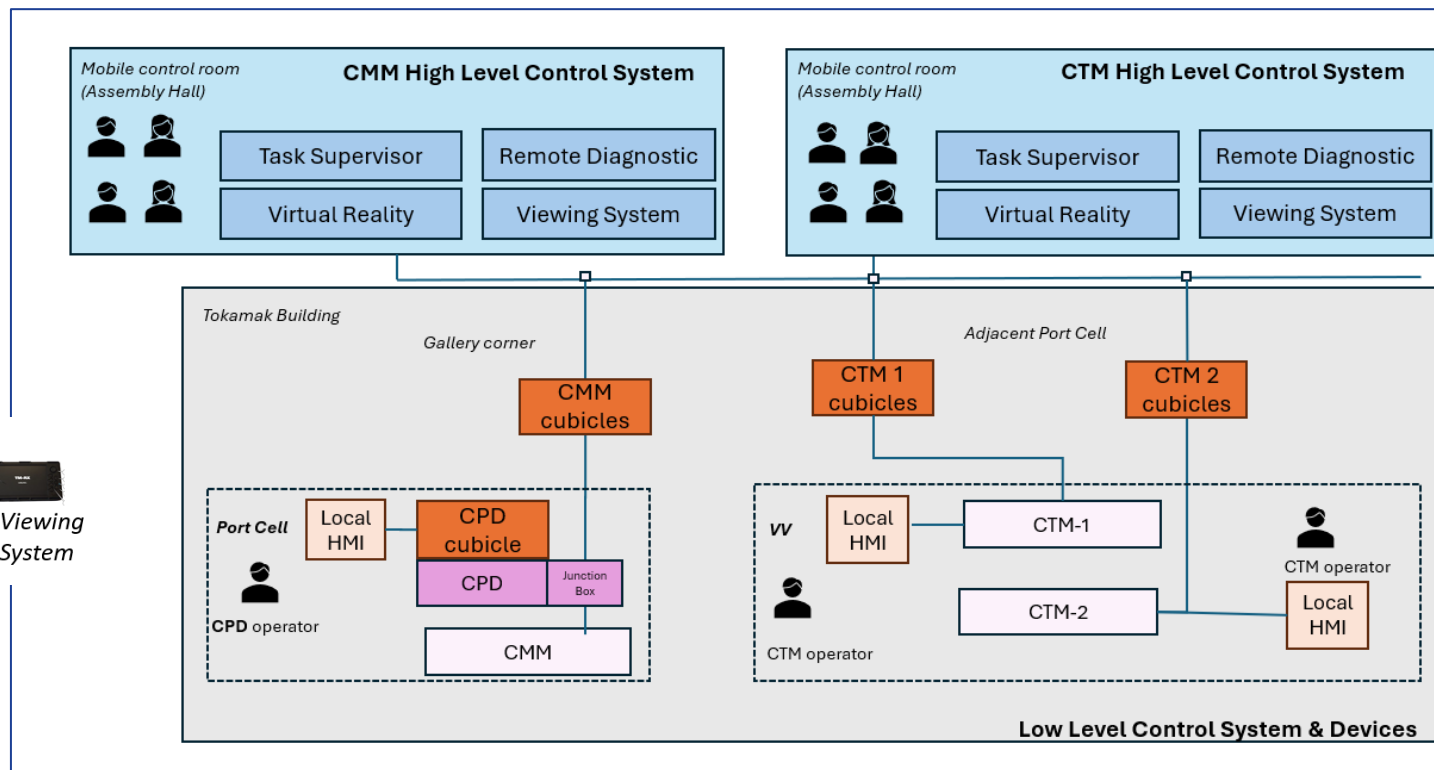 Mobile control room
(Assembly Hall)
CMM High Level Control System
Task Supervisor
Remote Diagnostic
Virtual Reality
Viewing System
Mobile control room
(Assembly Hall)
CTM High Level Control System
Task Supervisor
Remote Diagnostic
Virtual Reality
Viewing System
Tokamak Building
Gallery corner
Adjacent Port Cell
CMM
cubicles
CTM 1
cubicles
CTM 2
cubicles
Viewing
System
Port Cell
Local
HMI
CPD
cubicle
CPD
Junction
Box
CPD operator
CMM
VV
Local
HMI
CTM-1
CTM operator
CTM-2
Local
HMI
CTM operator
Low Level Control System & Devices